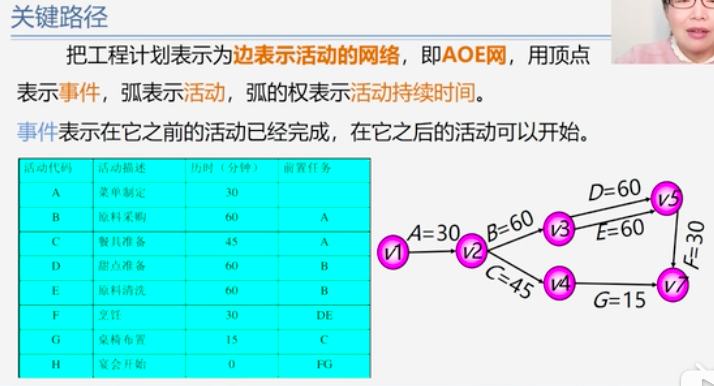 关键路径
把工程计划表示为边表示活动的网络，即AOE网，用顶点
表示事件，弧表示活动，弧的权表示活动持续时间。
事件表示在它之前的活动已经完成，在它之后的活动可以开始。
活动代码 活动描述 历时（分钟） 前置任务
A 菜单制定 30
B 原料采购 60 A
C 餐具准备 45 A
D 甜点准备 60 B
E 原料清洗 60 B
F 烹饪 30 DE
G 桌椅布置 15 C
H 宴会开始 0 FG
v1
A=30
v2
B=60
C=45
v3
v4
D=60
E=60
G=15
v5
F=30
v7